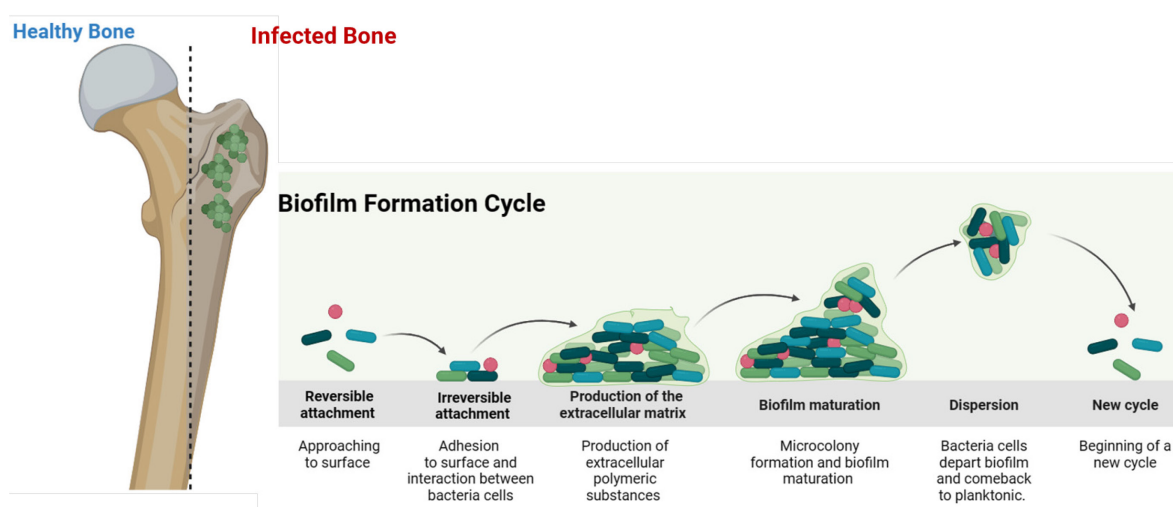 Healthy Bone
Infected Bone
Biofilm Formation Cycle
Reversible
attachment
Irreversible
attachment
Production of the
extracellular matrix
Biofilm maturation
Dispersion
New cycle
Approaching
to surface
Adhesion
to surface and
interaction between
bacteria cells
Production of
extracellular
polymeric
substances
Microcolony
formation and biofilm
maturation
Bacteria cells
depart biofilm
and comeback
to planktonic.
Beginning of a
new cycle